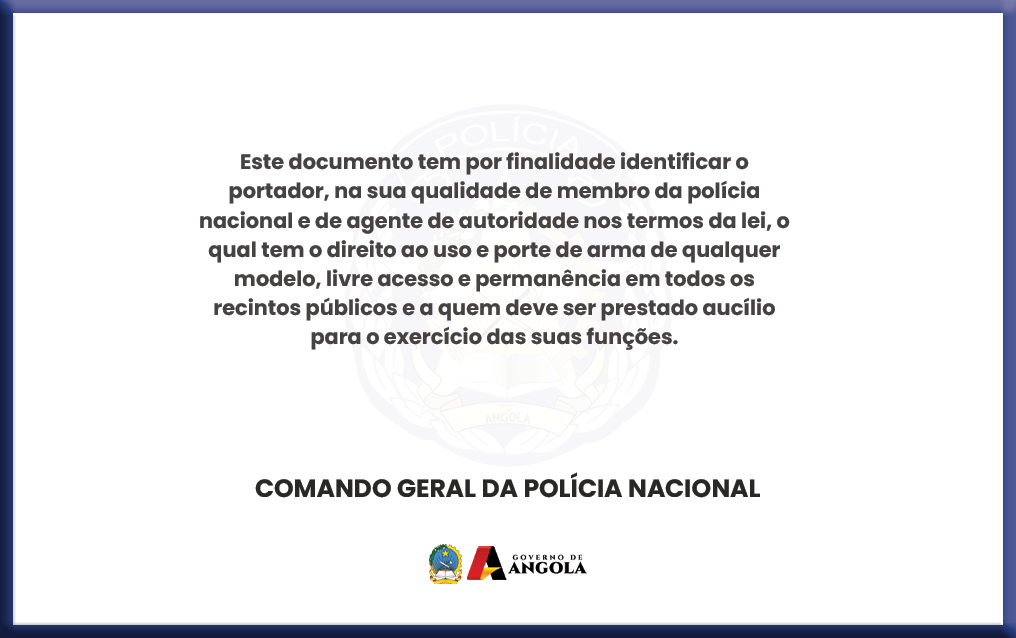 POLÍCIA
Este documento tem por finalidade identificar o
portador, na sua qualidade de membro da polícia
nacional e de agente de autoridade nos termos da lei, o
qual tem o direito ao uso e porte de arma de qualquer
modelo, livre acesso e permanência em todos os
recintos públicos e a quem deve ser prestado aucílio
para o exercício das suas funções.
ANGOLA
COMANDO GERAL DA POLÍCIA NACIONAL
GOVERNO DE
ANGOLA